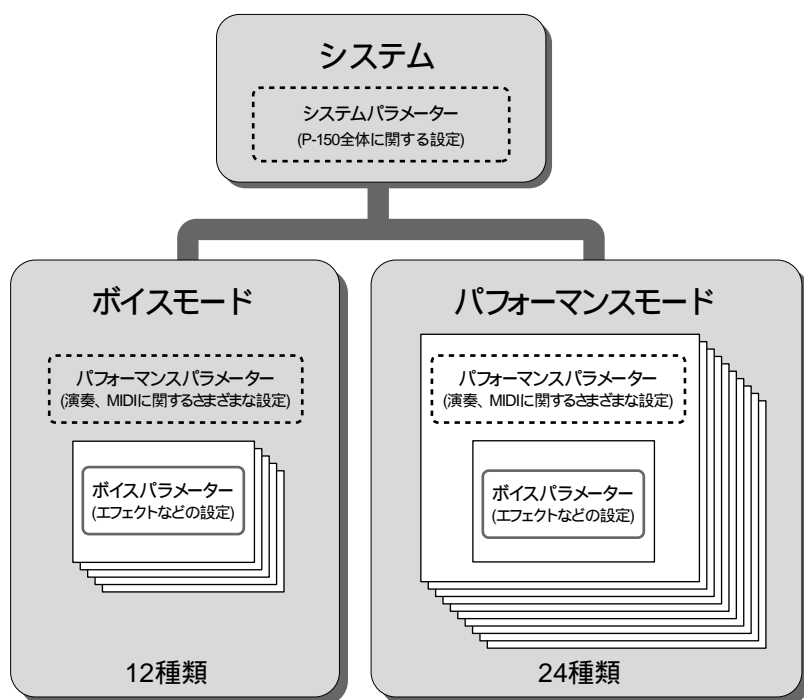 システム
システムパラメーター
(P-150全体に関する設定)
ボイスモード
パフォーマンスパラメーター
(演奏、MIDIに関するさまざまな設定)
ボイスパラメーター
(エフェクトなどの設定)
12種類
パフォーマンスモード
パフォーマンスパラメーター
(演奏、MIDIに関するさまざまな設定)
ボイスパラメーター
(エフェクトなどの設定)
24種類